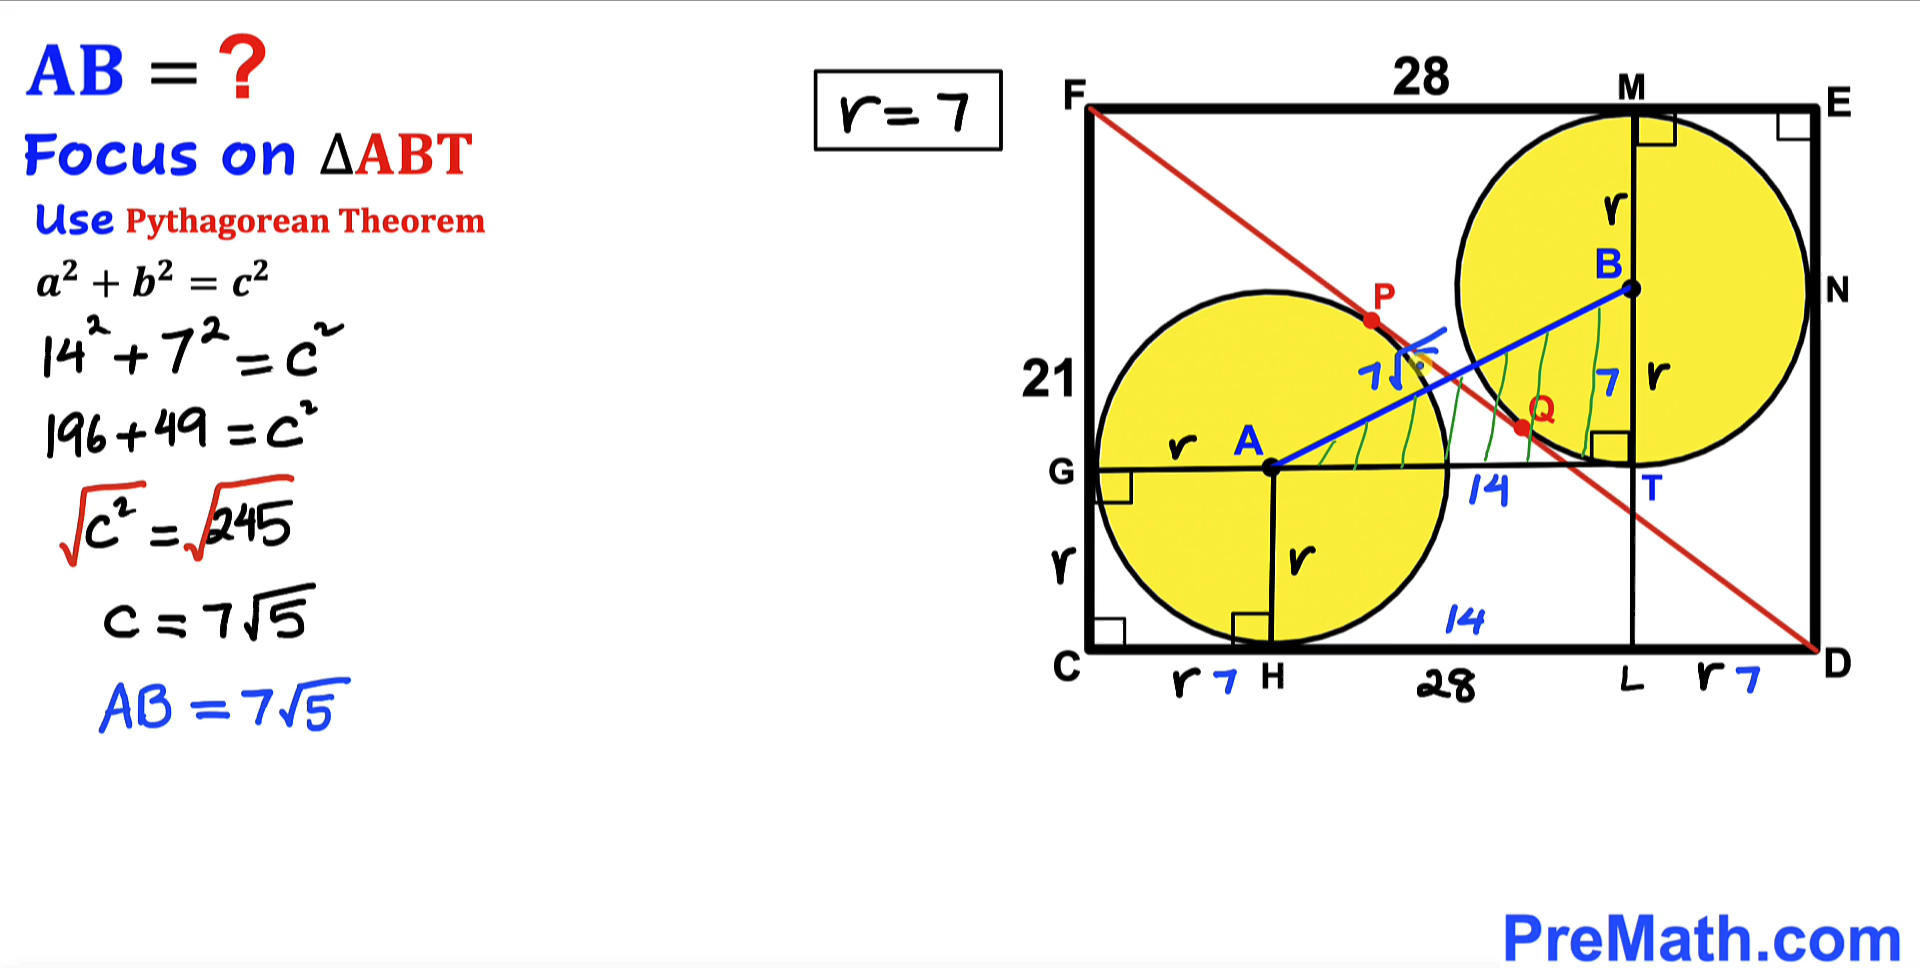 AB = ?
Focus on ΔABT
Use Pythagorean Theorem
a² + b² = c²
14² + 7² = c²
196 + 49 = c²
√c² = √245
c = 7√5
AB = 7√5
r = 7
28
F
M
E
r
B
N
P
21
7√
7
r
Q
r
A
G
14
T
r
r
14
C
r 7
H
28
L
r 7
D
PreMath.com